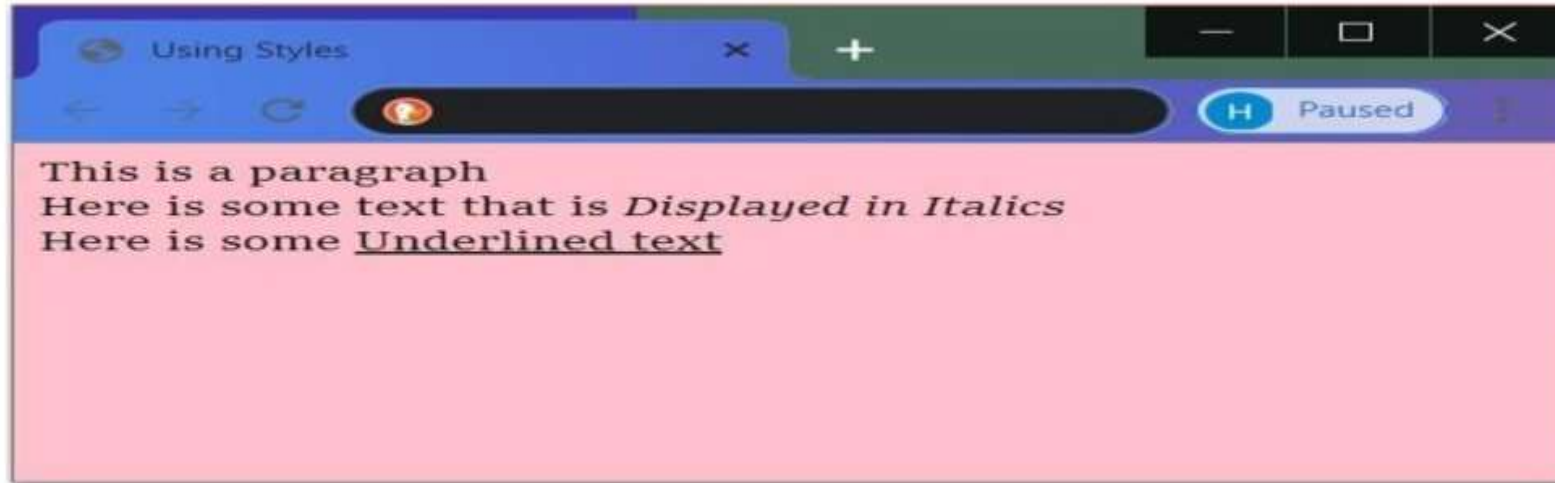 Using Styles
H Paused
This is a paragraph
Here is some text that is Displayed in Italics
Here is some Underlined text